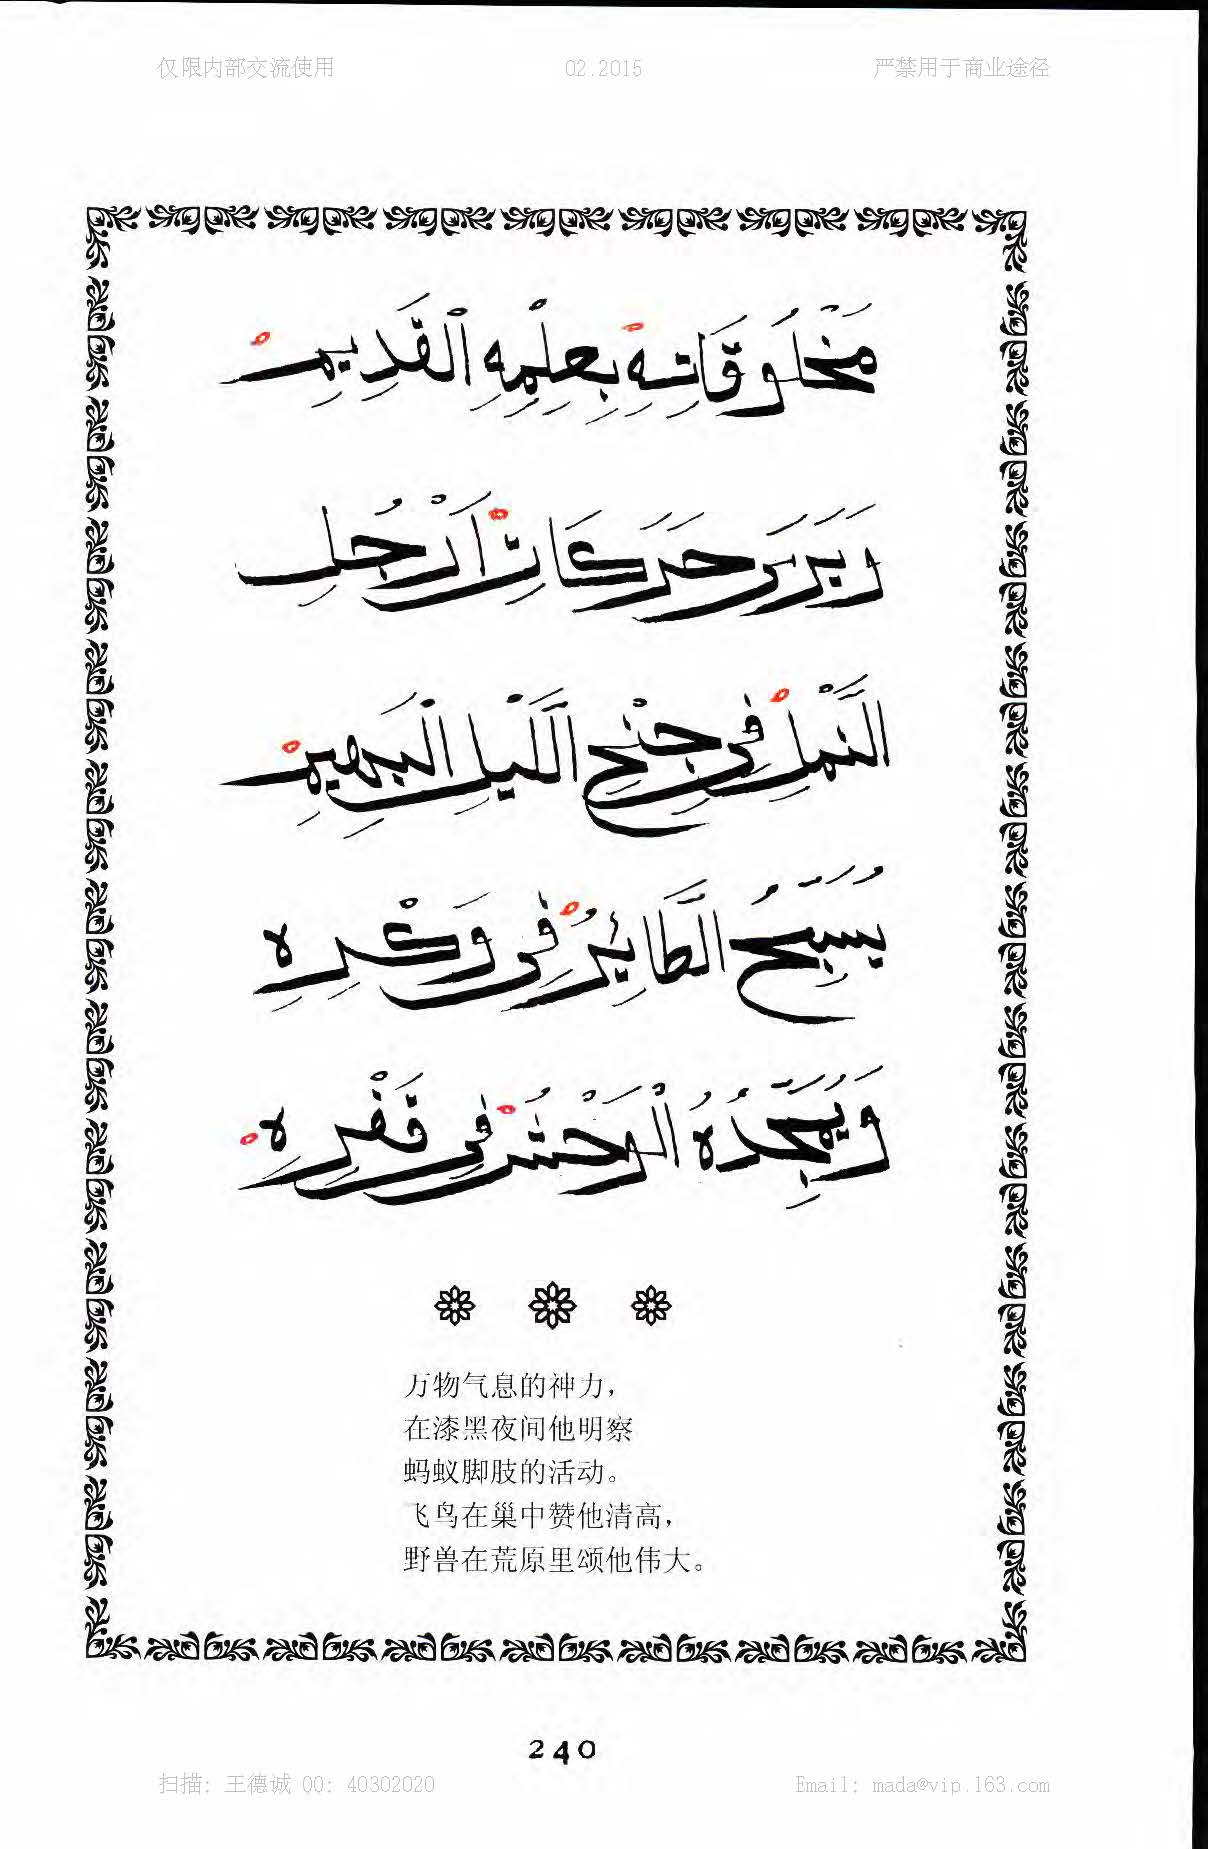 仅限内部交流使用 02.2015 严禁用于商业途径
مَخْلُوقَاتِهِ بِعِلْمِهِ الْقَدِيمِ
وَيَرَى حَرَكَاتِ أَرْجُلِ
النَّمْلِ فِي جِنْحِ اللَّيْلِ الْبَهِيمِ
يُسَبِّحُ الطَّائِرُ فِي وَكْرِهِ
وَيُمَجِّدُهُ الْوَحْشُ فِي قَفْرِهِ
万物气息的神力，
在漆黑夜间他明察
蚂蚁脚肢的活动。
飞鸟在巢中赞他清高，
野兽在荒原里颂他伟大。
240
扫描: 王德诚 QQ: 40302020 Email: mada@vip.163.com